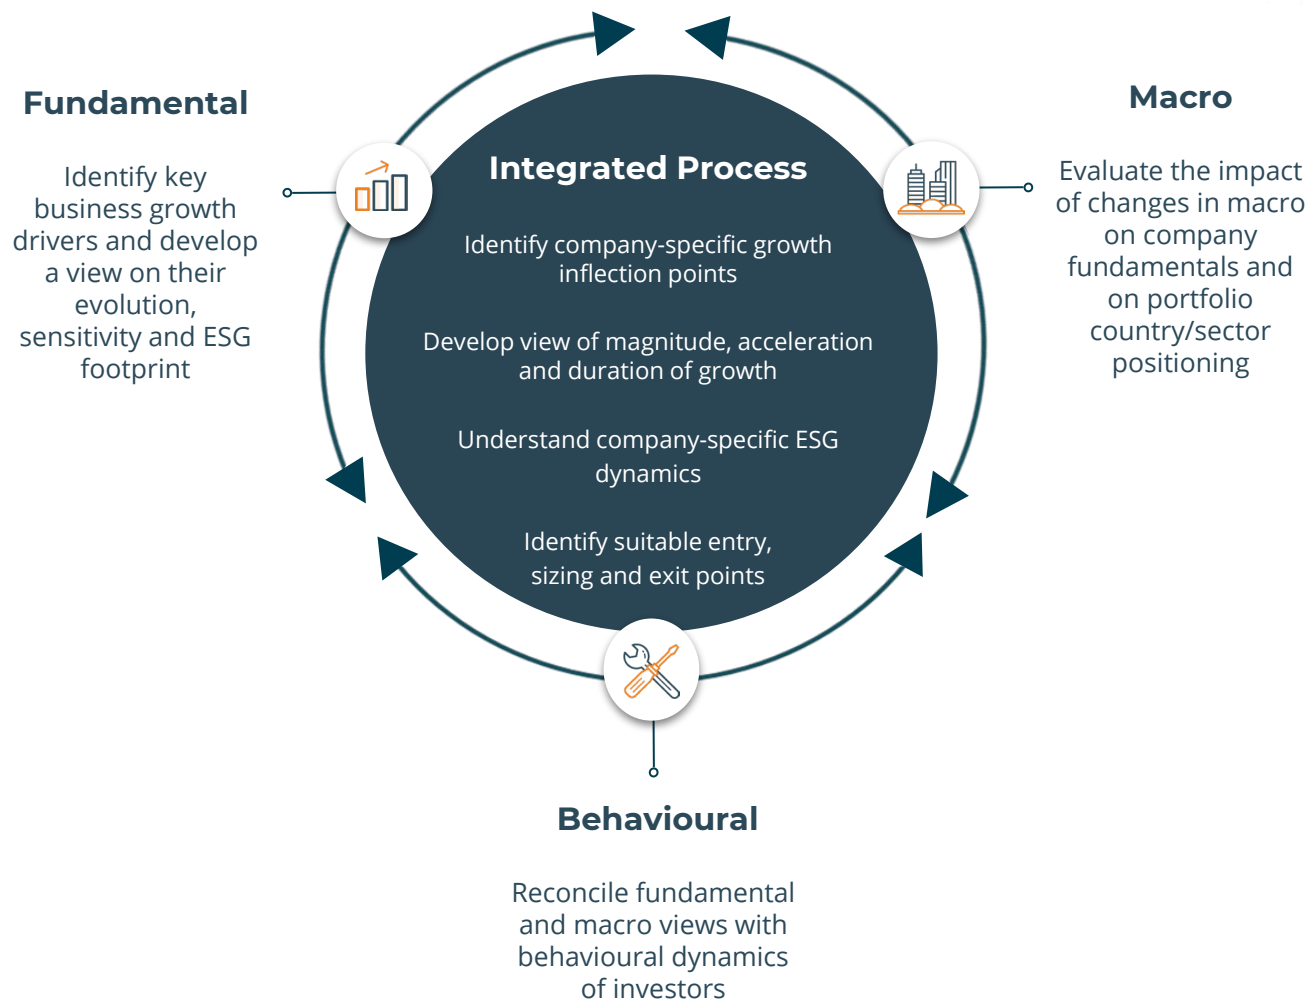 Fundamental
Identify key
business growth
drivers and develop
a view on their
evolution,
sensitivity and ESG
footprint
Integrated Process
Identify company-specific growth
inflection points
Develop view of magnitude, acceleration
and duration of growth
Understand company-specific ESG
dynamics
Identify suitable entry,
sizing and exit points
Macro
Evaluate the impact
of changes in macro
on company
fundamentals and
on portfolio
country/sector
positioning
Behavioural
Reconcile fundamental
and macro views with
behavioural dynamics
of investors